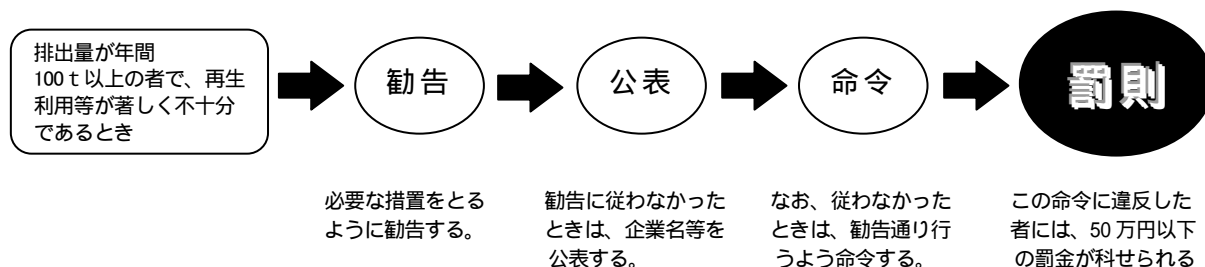 排出量が年間
100ｔ以上の者で、再生
利用等が著しく不十分
であるとき
勧告
公表
命令
罰則
必要な措置をとる
ように勧告する。
勧告に従わなかった
ときは、企業名等を
公表する。
なお、従わなかった
ときは、勧告通り行
うよう命令する。
この命令に違反した
者には、50 万円以下
の罰金が科せられる